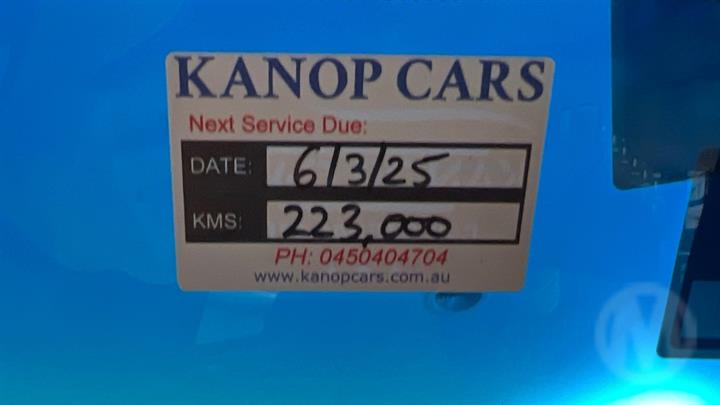 KANOP CARS
Next Service Due:
DATE: 6/3/25
KMS: 223,000
PH: 0450404704
www.kanopcars.com.au